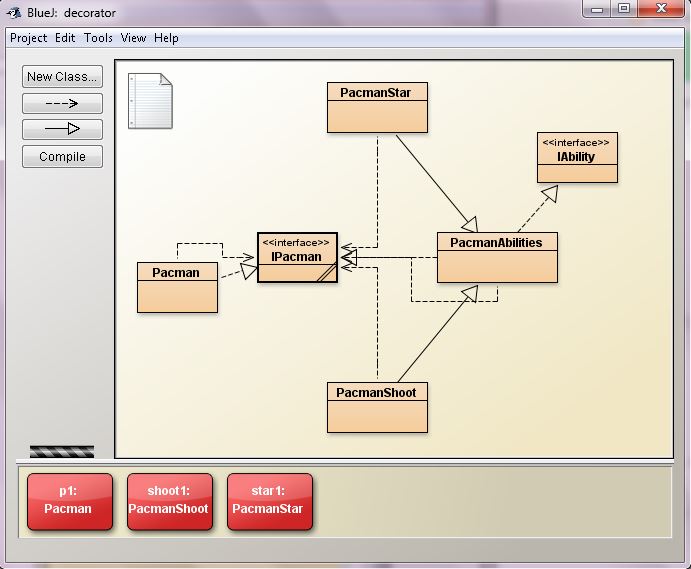 BlueJ: decorator
Project Edit Tools View Help
New Class...
Compile
PacmanStar
<<interface>>
IAbility
<<interface>>
IPacman
PacmanAbilities
Pacman
PacmanShoot
p1:
Pacman
shoot1:
PacmanShoot
star1:
PacmanStar